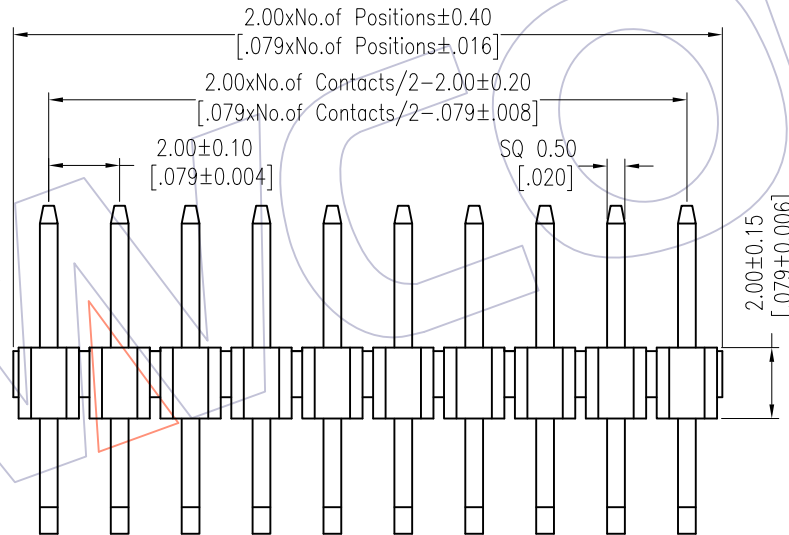 2.00xNo.of Positions±0.40
[.079xNo.of Positions±.016]
2.00xNo.of Contacts/2-2.00±0.20
[.079xNo.of Contacts/2-.079±.008]
2.00±0.10
[.079±0.004]
SQ 0.50
[.020]
2.00±0.15
[.079±0.006]
WCO